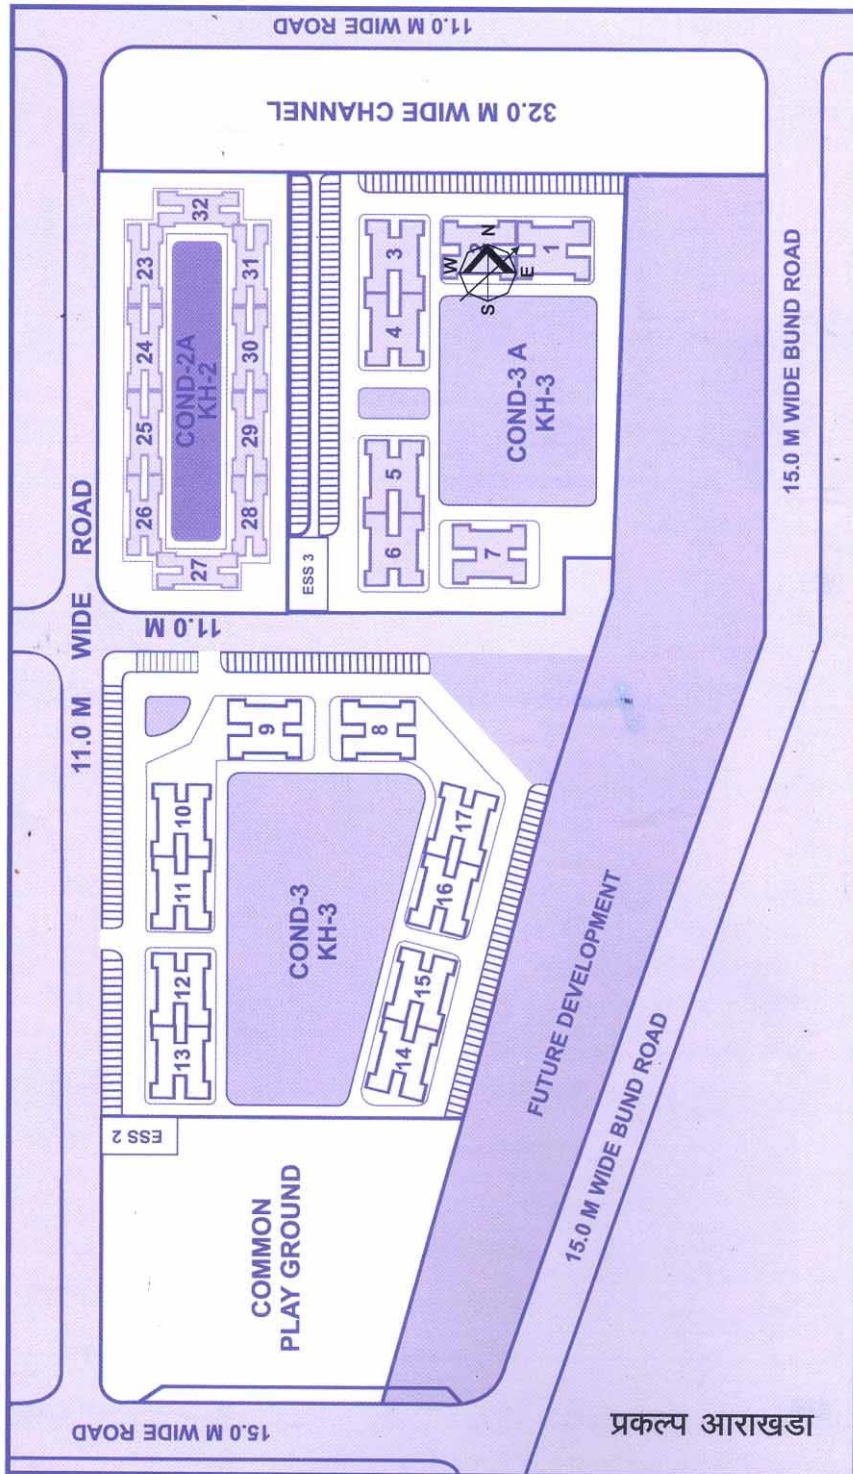 11.0 M WIDE ROAD
32.0 M WIDE CHANNEL
32
23
24
25
26
27
28
29
30
31
COND-2A
KH-2
3
4
5
6
7
2
1
W
N
S
E
COND-3 A
KH-3
ESS 3
11.0 M WIDE ROAD
11.0 M
9
8
10
11
12
13
17
16
15
14
COND-3
KH-3
ESS 2
COMMON
PLAY GROUND
FUTURE DEVELOPMENT
15.0 M WIDE BUND ROAD
15.0 M WIDE BUND ROAD
15.0 M WIDE ROAD
प्रकल्प आराखडा